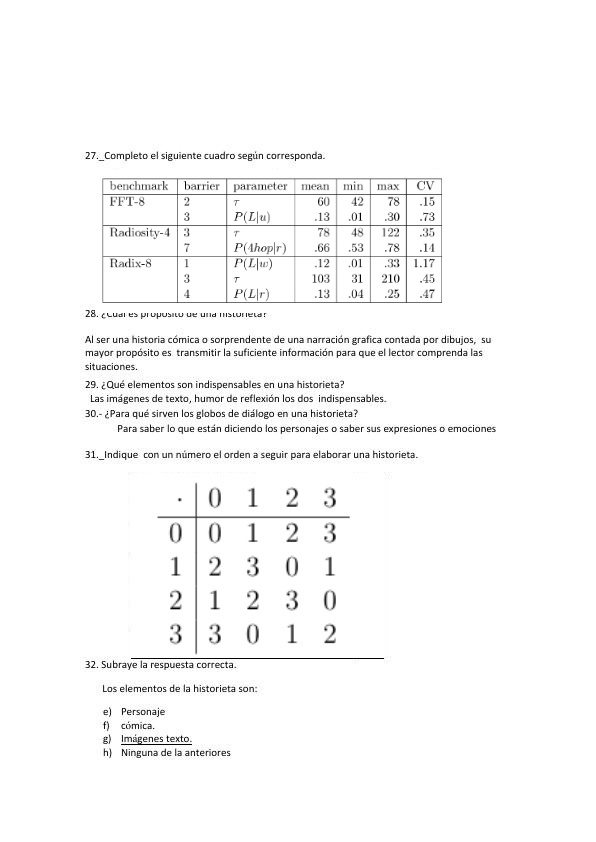 27._Completo el siguiente cuadro según corresponda.
benchmark barrier parameter mean min max CV
FFT-8 2 τ 60 42 78 .15
3 P(L|u) .13 .01 .30 .73
Radiosity-4 3 τ 78 48 122 .35
7 P(4hop|r) .66 .53 .78 .14
Radix-8 1 P(L|w) .12 .01 .33 1.17
3 τ 103 31 210 .45
4 P(L|r) .13 .04 .25 .47
28. ¿Cuál es propósito de una historieta?
Al ser una historia cómica o sorprendente de una narración grafica contada por dibujos, su
mayor propósito es transmitir la suficiente información para que el lector comprenda las
situaciones.
29. ¿Qué elementos son indispensables en una historieta?
Las imágenes de texto, humor de reflexión los dos indispensables.
30.- ¿Para qué sirven los globos de diálogo en una historieta?
Para saber lo que están diciendo los personajes o saber sus expresiones o emociones
31._Indique con un número el orden a seguir para elaborar una historieta.
· 0 1 2 3
0 0 1 2 3
1 2 3 0 1
2 1 2 3 0
3 3 0 1 2
32. Subraye la respuesta correcta.
Los elementos de la historieta son:
e) Personaje
f) cómica.
g) Imágenes texto.
h) Ninguna de la anteriores